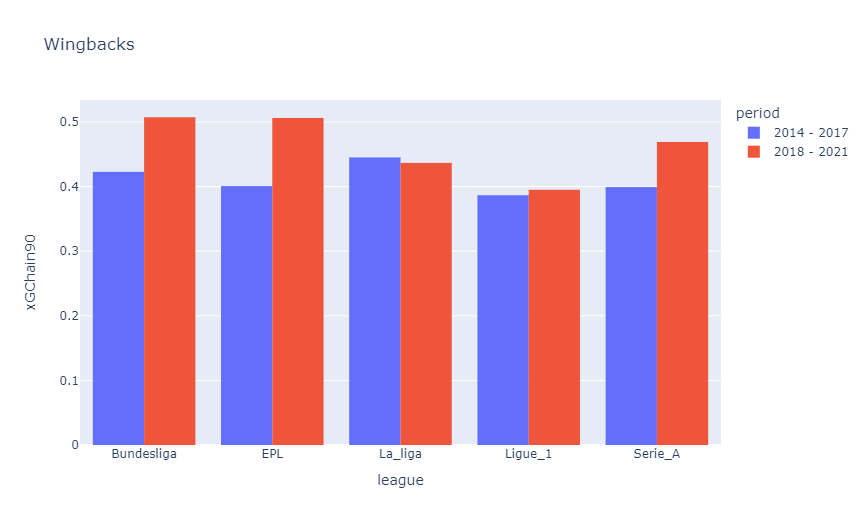 Wingbacks
period
2014 - 2017
2018 - 2021
xGChain90
0.5
0.4
0.3
0.2
0.1
0
Bundesliga
EPL
La_liga
Ligue_1
Serie_A
league